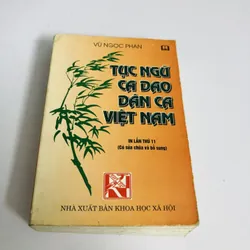 VŨ NGỌC PHAN
TỤC NGỮ
CA DAO
DÂN CA
VIỆT NAM
IN LẦN THỨ 11
(Có sửa chữa và bổ sung)
NHÀ XUẤT BẢN KHOA HỌC XÃ HỘI